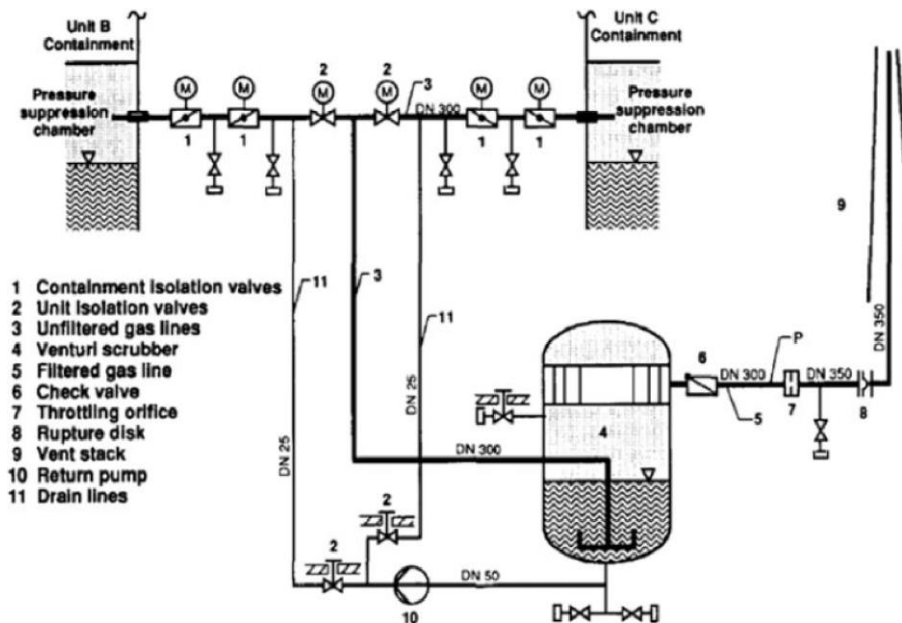 Unit B
Containment
Unit C
Containment
2
2
3
M
M
M
M
M
M
DN 300
Pressure
suppression
chamber
Pressure
suppression
chamber
1
1
1
1
9
11
3
11
1 Containment isolation valves
2 Unit isolation valves
3 Unfiltered gas lines
4 Venturi scrubber
5 Filtered gas line
6 Check valve
7 Throttling orifice
8 Rupture disk
9 Vent stack
10 Return pump
11 Drain lines
DN 350
6
P
DN 300
DN 350
5
7
8
DN 25
DN 25
4
DN 300
2
2
DN 50
10